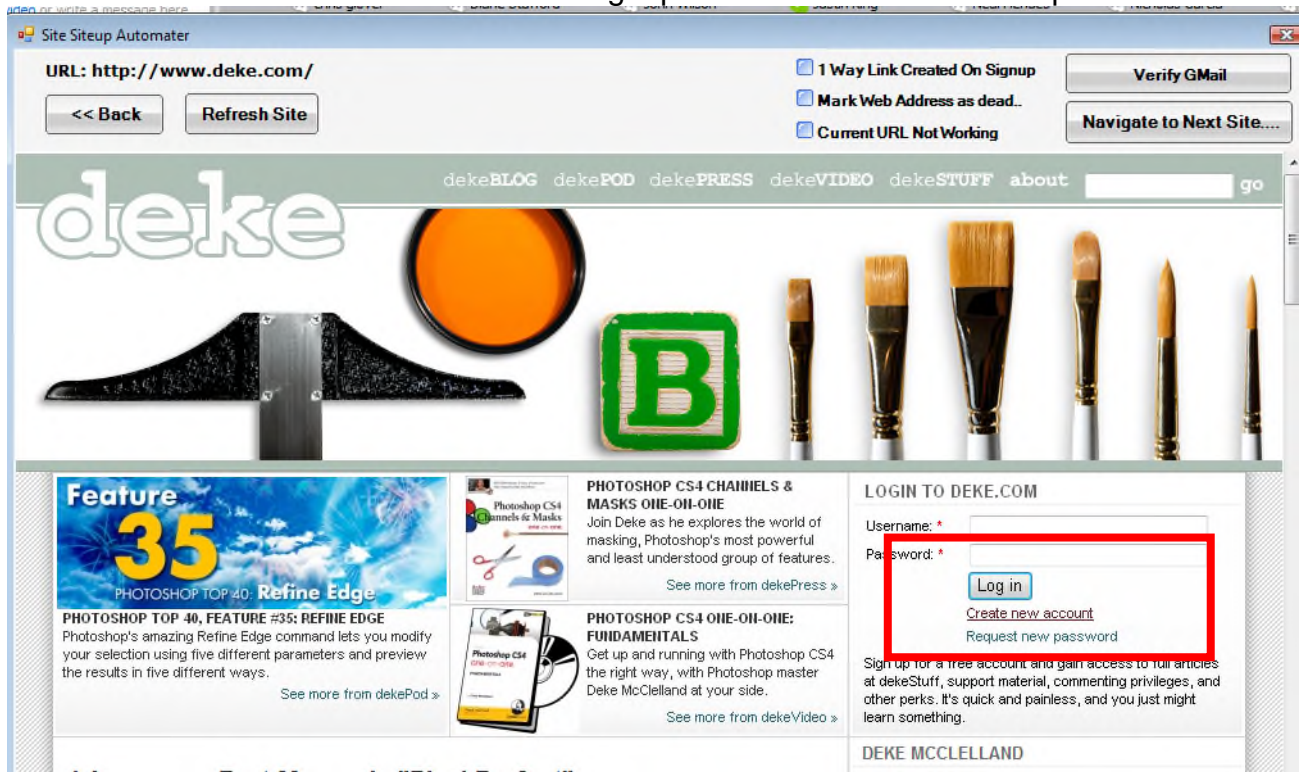 Site Siteup Automater
URL: http://www.deke.com/
<< Back
Refresh Site
1 Way Link Created On Signup
Mark Web Address as dead..
Current URL Not Working
Verify GMail
Navigate to Next Site....
deke
dekeBLOG dekePOD dekePRESS dekeVIDEO dekeSTUFF about
go
B
Feature
35
PHOTOSHOP TOP 40: Refine Edge
PHOTOSHOP TOP 40, FEATURE #35: REFINE EDGE
Photoshop's amazing Refine Edge command lets you modify
your selection using five different parameters and preview
the results in five different ways.
See more from dekePod »
Photoshop CS4
Channels & Masks
one-on-one
PHOTOSHOP CS4 CHANNELS &
MASKS ONE-ON-ONE
Join Deke as he explores the world of
masking, Photoshop's most powerful
and least understood group of features.
See more from dekePress »
Photoshop CS4
one-on-one
FUNDAMENTALS
PHOTOSHOP CS4 ONE-ON-ONE:
FUNDAMENTALS
Get up and running with Photoshop CS4
the right way, with Photoshop master
Deke McClelland at your side.
See more from dekeVideo »
LOGIN TO DEKE.COM
Username: *
Password: *
Log in
Create new account
Request new password
Sign up for a free account and gain access to full articles
at dekeStuff, support material, commenting privileges, and
other perks. It's quick and painless, and you just might
learn something.
DEKE MCCLELLAND